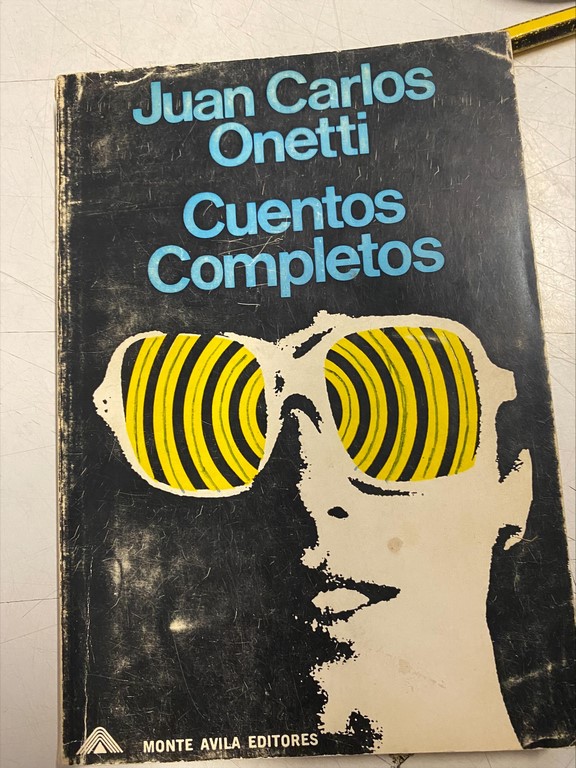 Juan Carlos
Onetti
Cuentos
Completos
MONTE AVILA EDITORES